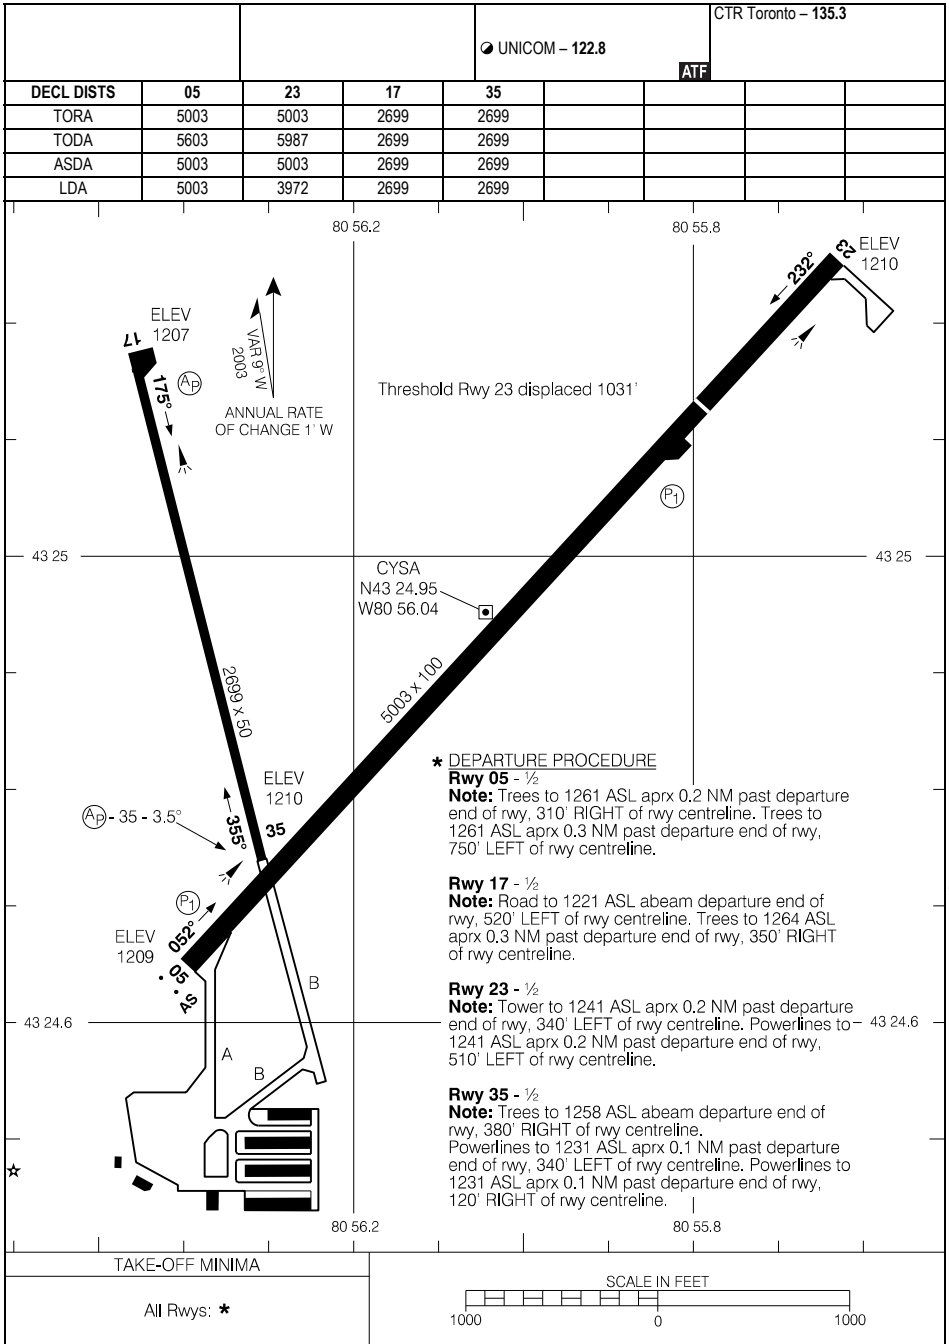 CTR Toronto – 135.3
UNICOM – 122.8
ATF
DECL DISTS 05 23 17 35
TORA 5003 5003 2699 2699
TODA 5603 5987 2699 2699
ASDA 5003 5003 2699 2699
LDA 5003 3972 2699 2699
80 56.2 80 55.8
23 ELEV
1210
232°
ELEV
1207
17
175°
AP
VAR 9° W
2003
ANNUAL RATE
OF CHANGE 1' W
Threshold Rwy 23 displaced 1031'
P1
43 25 43 25
CYSA
N43 24.95
W80 56.04
2699 x 50
5003 x 100
ELEV
1210
35
355°
AP - 35 - 3.5°
P1
052°
ELEV
1209
05
AS
* DEPARTURE PROCEDURE
Rwy 05 - ½
Note: Trees to 1261 ASL aprx 0.2 NM past departure
end of rwy, 310' RIGHT of rwy centreline. Trees to
1261 ASL aprx 0.3 NM past departure end of rwy,
750' LEFT of rwy centreline.
Rwy 17 - ½
Note: Road to 1221 ASL abeam departure end of
rwy, 520' LEFT of rwy centreline. Trees to 1264 ASL
aprx 0.3 NM past departure end of rwy, 350' RIGHT
of rwy centreline.
Rwy 23 - ½
Note: Tower to 1241 ASL aprx 0.2 NM past departure
end of rwy, 340' LEFT of rwy centreline. Powerlines to
1241 ASL aprx 0.2 NM past departure end of rwy,
510' LEFT of rwy centreline.
Rwy 35 - ½
Note: Trees to 1258 ASL abeam departure end of
rwy, 380' RIGHT of rwy centreline.
Powerlines to 1231 ASL aprx 0.1 NM past departure
end of rwy, 340' LEFT of rwy centreline. Powerlines to
1231 ASL aprx 0.1 NM past departure end of rwy,
120' RIGHT of rwy centreline.
43 24.6 43 24.6
B
A
B
80 56.2 80 55.8
TAKE-OFF MINIMA
All Rwys: *
SCALE IN FEET
1000 0 1000